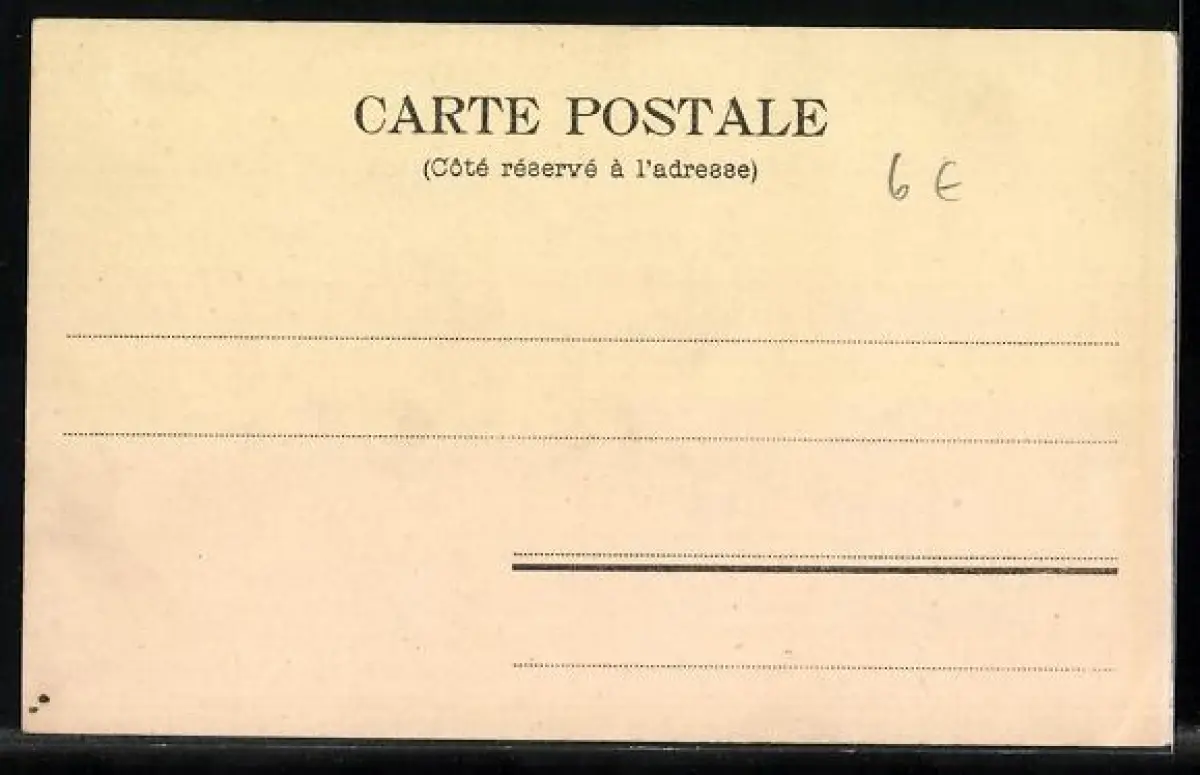 CARTE POSTALE
(Côté réservé à l'adresse)
6 €